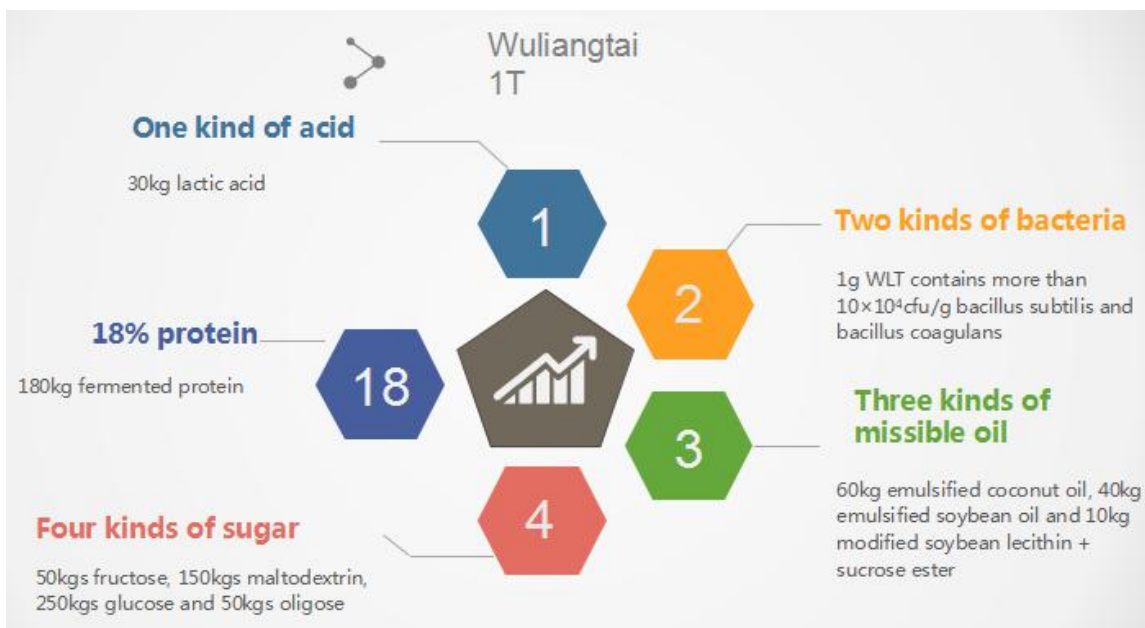 Wuliangtai
1T
One kind of acid
30kg lactic acid
1
Two kinds of bacteria
1g WLT contains more than
10×10⁴cfu/g bacillus subtilis and
bacillus coagulans
2
18% protein
180kg fermented protein
18
Three kinds of
missible oil
60kg emulsified coconut oil, 40kg
emulsified soybean oil and 10kg
modified soybean lecithin +
sucrose ester
3
Four kinds of sugar
50kgs fructose, 150kgs maltodextrin,
250kgs glucose and 50kgs oligose
4